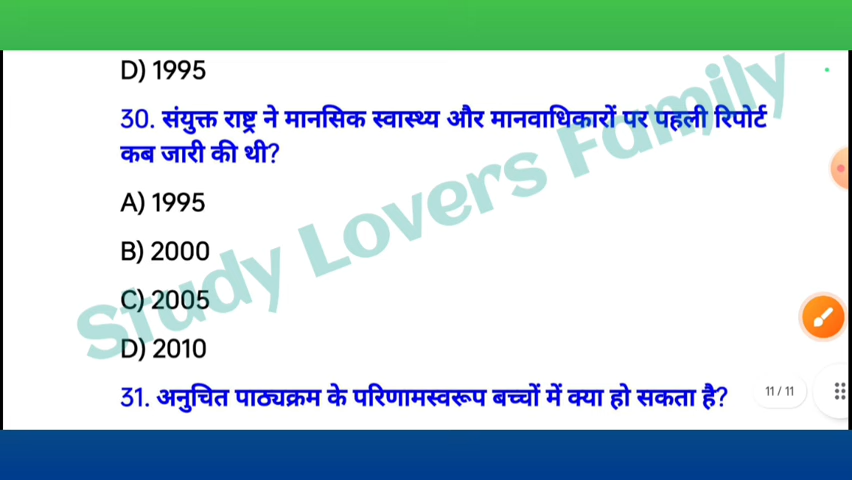 D) 1995
30. संयुक्त राष्ट्र ने मानसिक स्वास्थ्य और मानवाधिकारों पर पहली रिपोर्ट
कब जारी की थी?
A) 1995
B) 2000
C) 2005
D) 2010
31. अनुचित पाठ्यक्रम के परिणामस्वरूप बच्चों में क्या हो सकता है?
11 / 11
Study Lovers Family